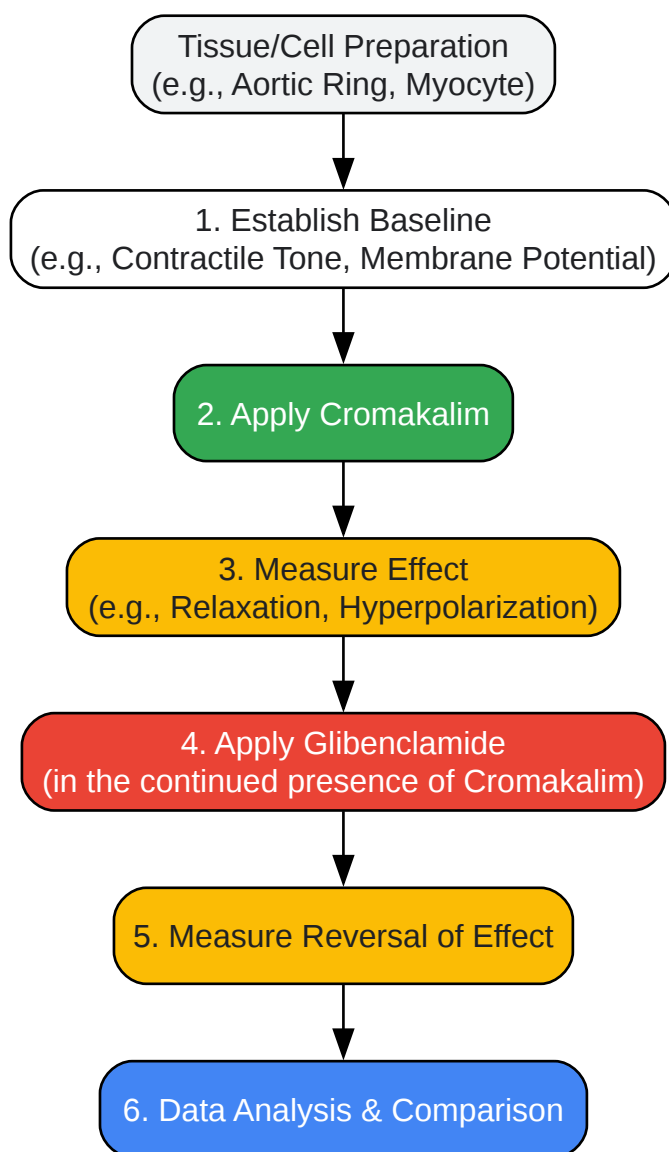 Tissue/Cell Preparation
(e.g., Aortic Ring, Myocyte)
1. Establish Baseline
(e.g., Contractile Tone, Membrane Potential)
2. Apply Cromakalim
3. Measure Effect
(e.g., Relaxation, Hyperpolarization)
4. Apply Glibenclamide
(in the continued presence of Cromakalim)
5. Measure Reversal of Effect
6. Data Analysis & Comparison